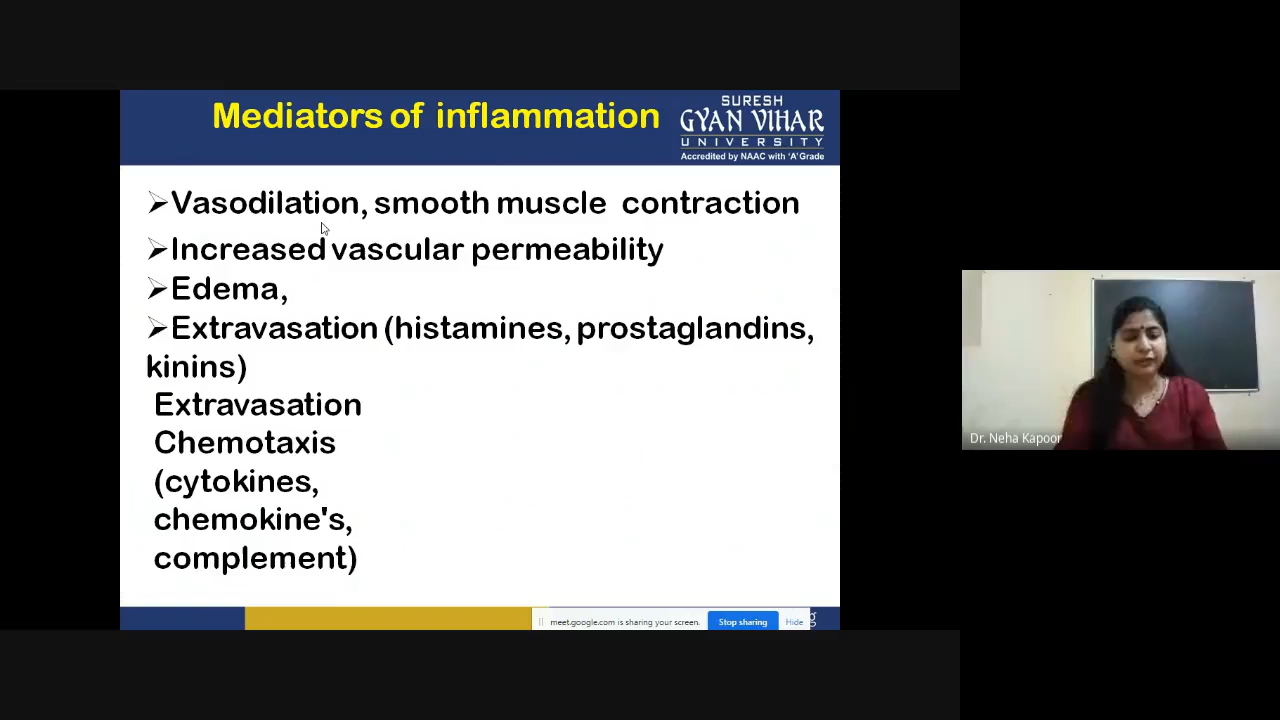 Mediators of inflammation
SURESH
GYAN VIHAR
UNIVERSITY
Accredited by NAAC with 'A' Grade
➢Vasodilation, smooth muscle contraction
➢Increased vascular permeability
➢Edema,
➢Extravasation (histamines, prostaglandins,
kinins)
Extravasation
Chemotaxis
(cytokines,
chemokine's,
complement)
Dr. Neha Kapoor
meet.google.com is sharing your screen.
Stop sharing
Hide